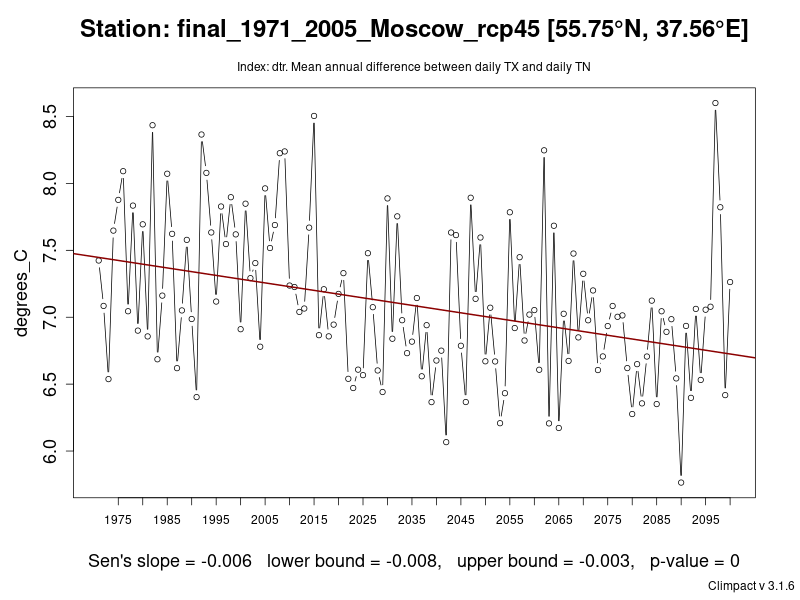 Station: final_1971_2005_Moscow_rcp45 [55.75°N, 37.56°E]
Index: dtr. Mean annual difference between daily TX and daily TN
degrees_C
8.5
8.0
7.5
7.0
6.5
6.0
1975 1985 1995 2005 2015 2025 2035 2045 2055 2065 2075 2085 2095
Sen's slope = -0.006 lower bound = -0.008, upper bound = -0.003, p-value = 0
Climpact v 3.1.6